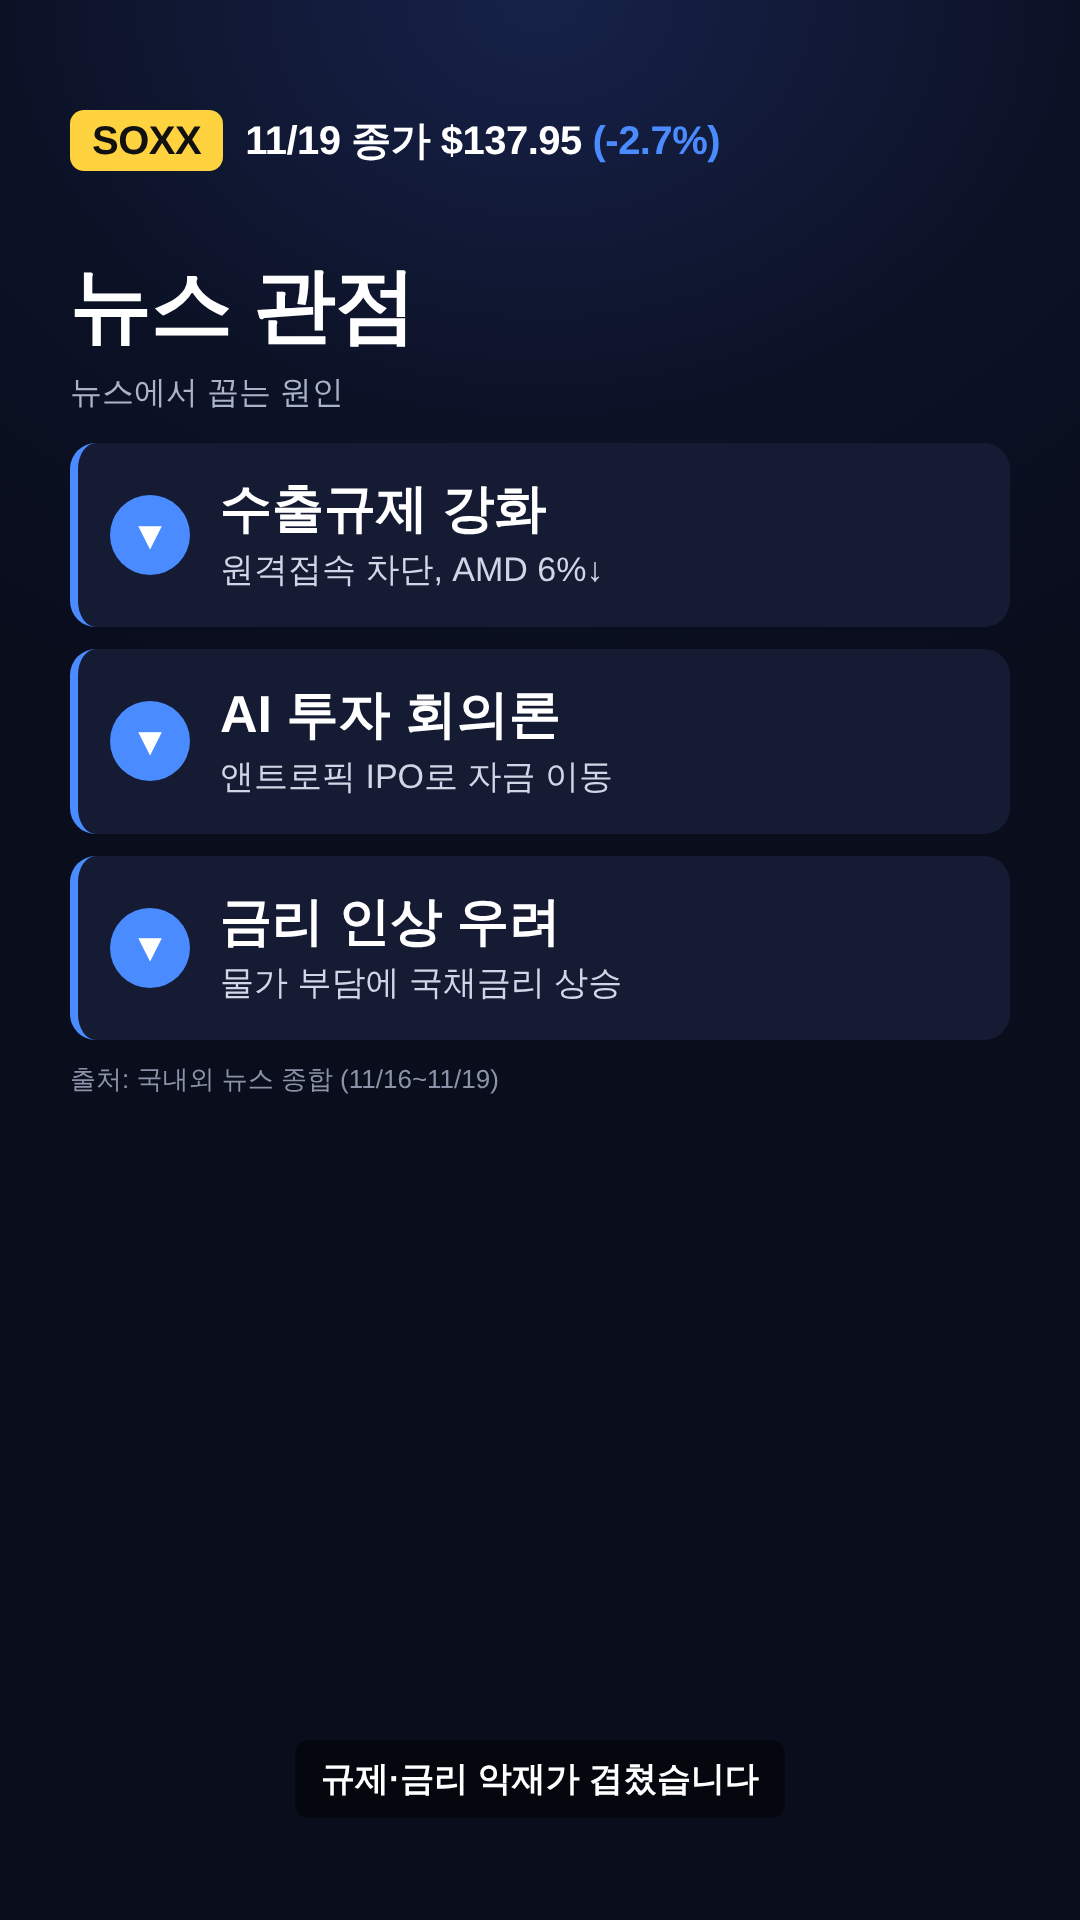 SOXX 11/19 종가 $137.95 (-2.7%)
뉴스 관점
뉴스에서 꼽는 원인
▼ 수출규제 강화
원격접속 차단, AMD 6%↓
▼ AI 투자 회의론
앤트로픽 IPO로 자금 이동
▼ 금리 인상 우려
물가 부담에 국채금리 상승
출처: 국내외 뉴스 종합 (11/16~11/19)
규제·금리 악재가 겹쳤습니다